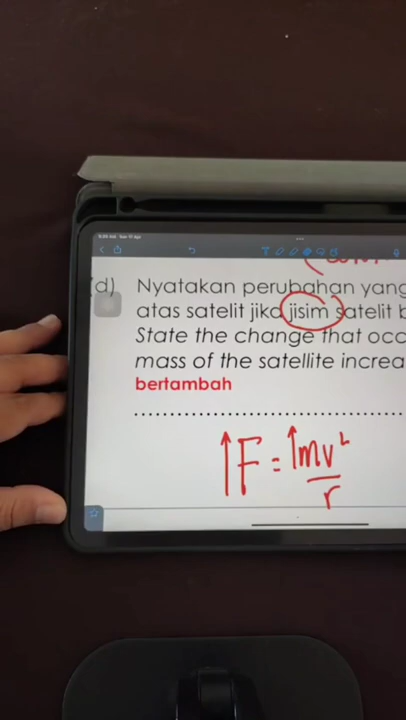 (d) Nyatakan perubahan yang
atas satelit jika jisim satelit b
State the change that occ
mass of the satellite increa
bertambah
↑F = ↑mv²
r